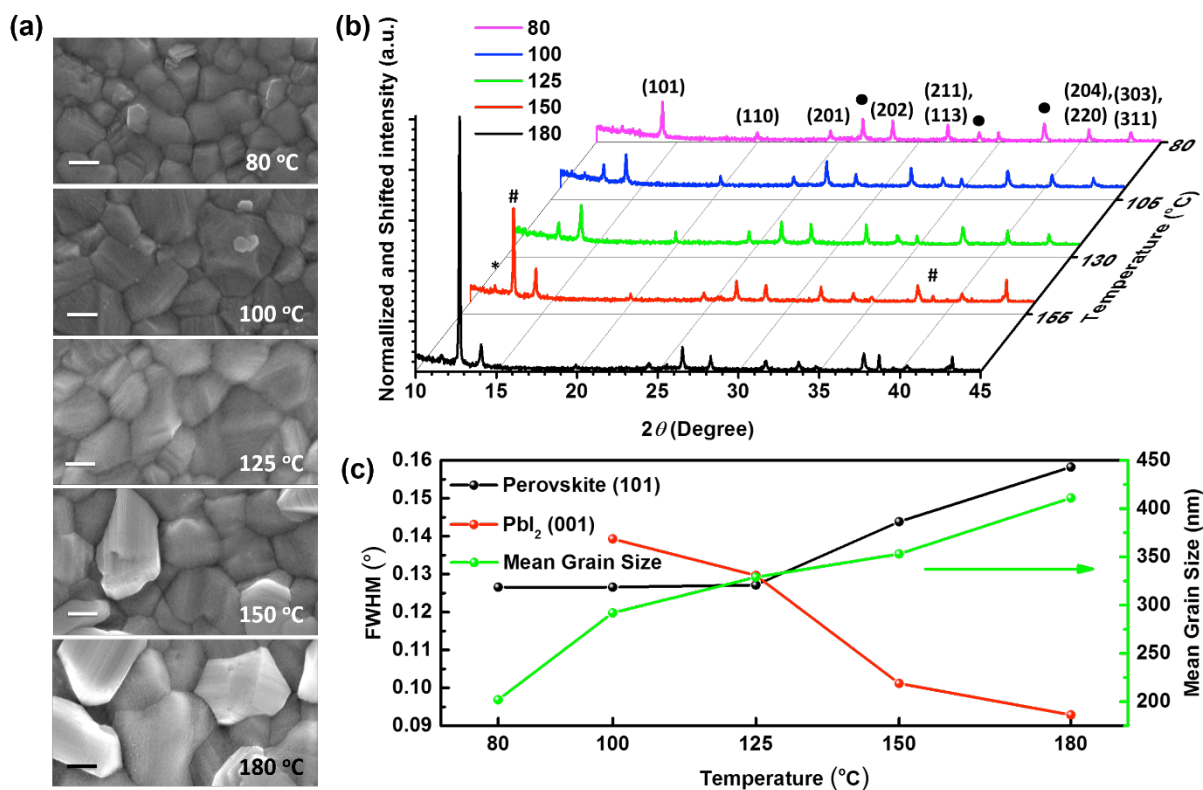 (a)
80 °C
100 °C
125 °C
150 °C
180 °C
(b)
Normallized and Shifted intensity (a.u.)
80
100
125
150
180
(101)
(110)
(201)
(202)
(211),
(113)
(204),
(220)
(303),
(311)
*
#
#
80
105
130
155
Temperature (°C)
10 15 20 25 30 35 40 45
2θ (Degree)
(c)
FWHM (°)
0.16
0.15
0.14
0.13
0.12
0.11
0.10
0.09
Perovskite (101)
PbI₂ (001)
Mean Grain Size
450
400
350
300
250
200
Mean Grain Size (nm)
80 100 125 150 180
Temperature (°C)